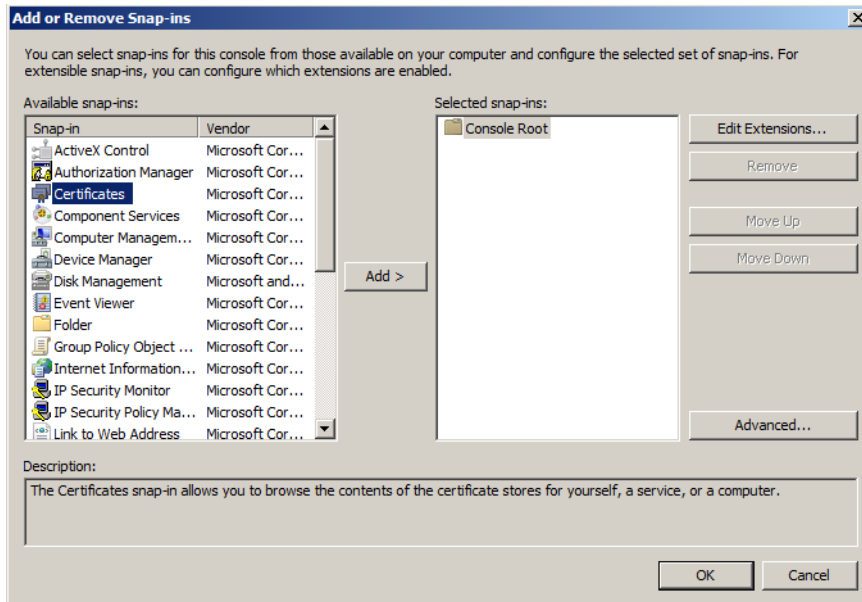 Add or Remove Snap-ins
You can select snap-ins for this console from those available on your computer and configure the selected set of snap-ins. For
extensible snap-ins, you can configure which extensions are enabled.
Available snap-ins:
Snap-in Vendor
ActiveX Control Microsoft Cor...
Authorization Manager Microsoft Cor...
Certificates Microsoft Cor...
Component Services Microsoft Cor...
Computer Managem... Microsoft Cor...
Device Manager Microsoft Cor...
Disk Management Microsoft and...
Event Viewer Microsoft Cor...
Folder Microsoft Cor...
Group Policy Object ... Microsoft Cor...
Internet Information... Microsoft Cor...
IP Security Monitor Microsoft Cor...
IP Security Policy Ma... Microsoft Cor...
Link to Web Address Microsoft Cor...
Add >
Selected snap-ins:
Console Root
Edit Extensions...
Remove
Move Up
Move Down
Advanced...
Description:
The Certificates snap-in allows you to browse the contents of the certificate stores for yourself, a service, or a computer.
OK
Cancel